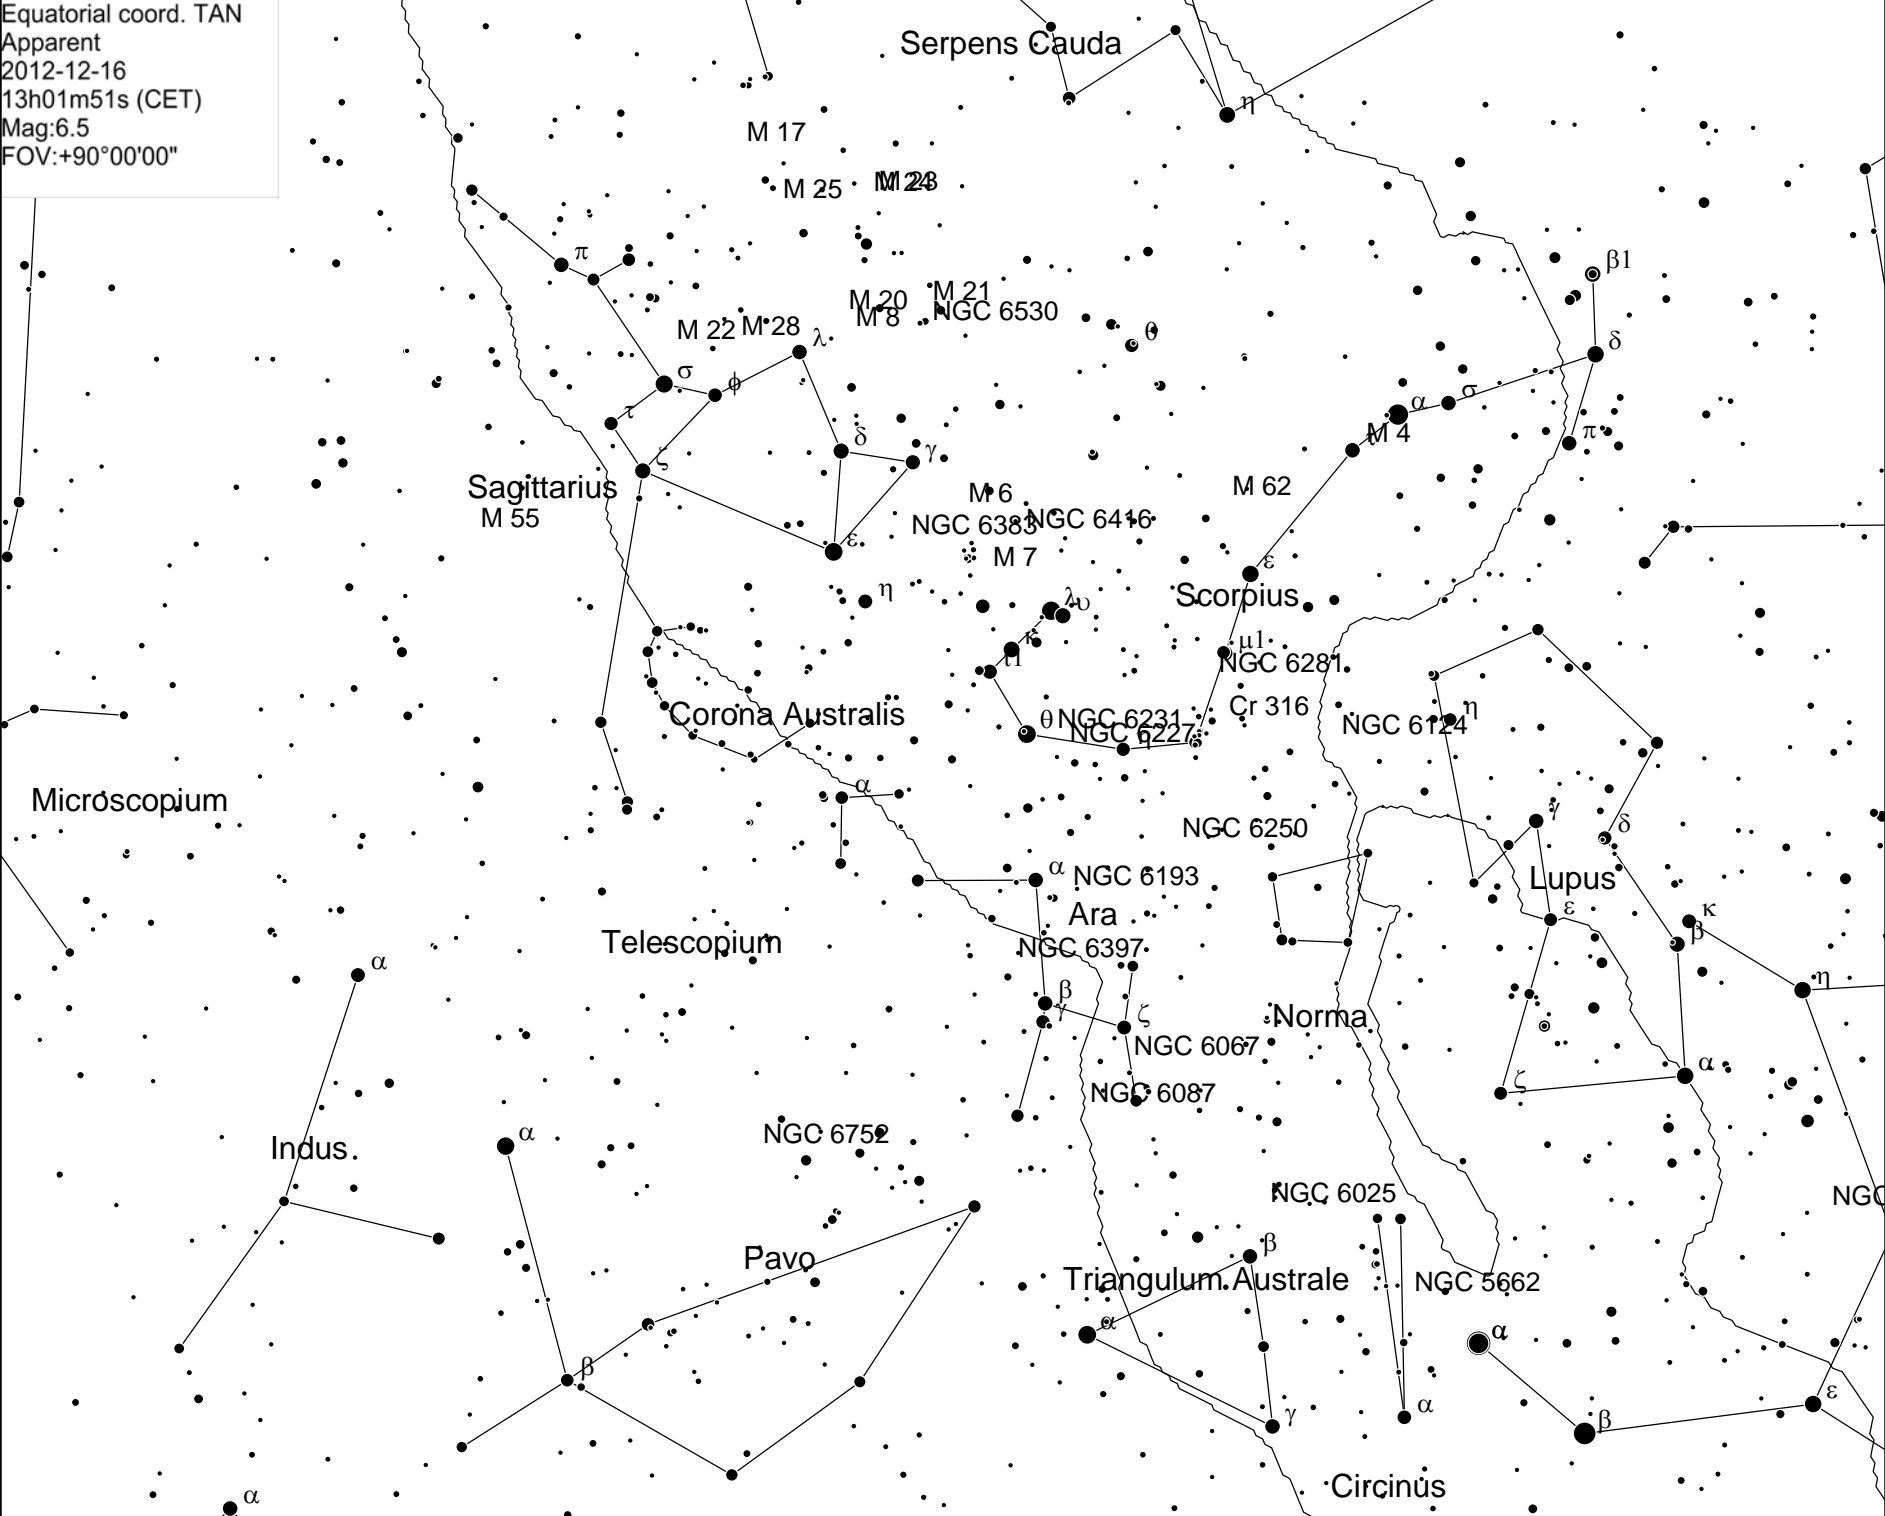 Equatorial coord. TAN
Apparent
2012-12-16
13h01m51s (CET)
Mag:6.5
FOV:+90°00'00"
Serpens Cauda
η
M 17
M 25
M 23
M 24
π
β1
M 21
M 20
NGC 6530
M 8
M 22
M 28
λ
θ
δ
σ
φ
α
σ
τ
M 4
π
δ
γ
ζ
Sagittarius
M 55
M 6
M 62
NGC 6383
NGC 6416
ε
M 7
ε
η
Scorpius
λ
υ
κ
ι1
μ1
NGC 6281
Cr 316
Corona Australis
θ
NGC 6231
NGC 6227
η
NGC 6124
η
α
Microscopium
γ
NGC 6250
δ
α
NGC 6193
Lupus
Ara
ε
κ
β
Telescopium
NGC 6397
α
η
β
γ
ζ
Norma
NGC 6067
α
ζ
NGC 6087
α
NGC 6752
Indus
NGC 6025
NGC
β
Pavo
Triangulum Australe
NGC 5662
α
α
β
ε
α
γ
β
Circinus
α